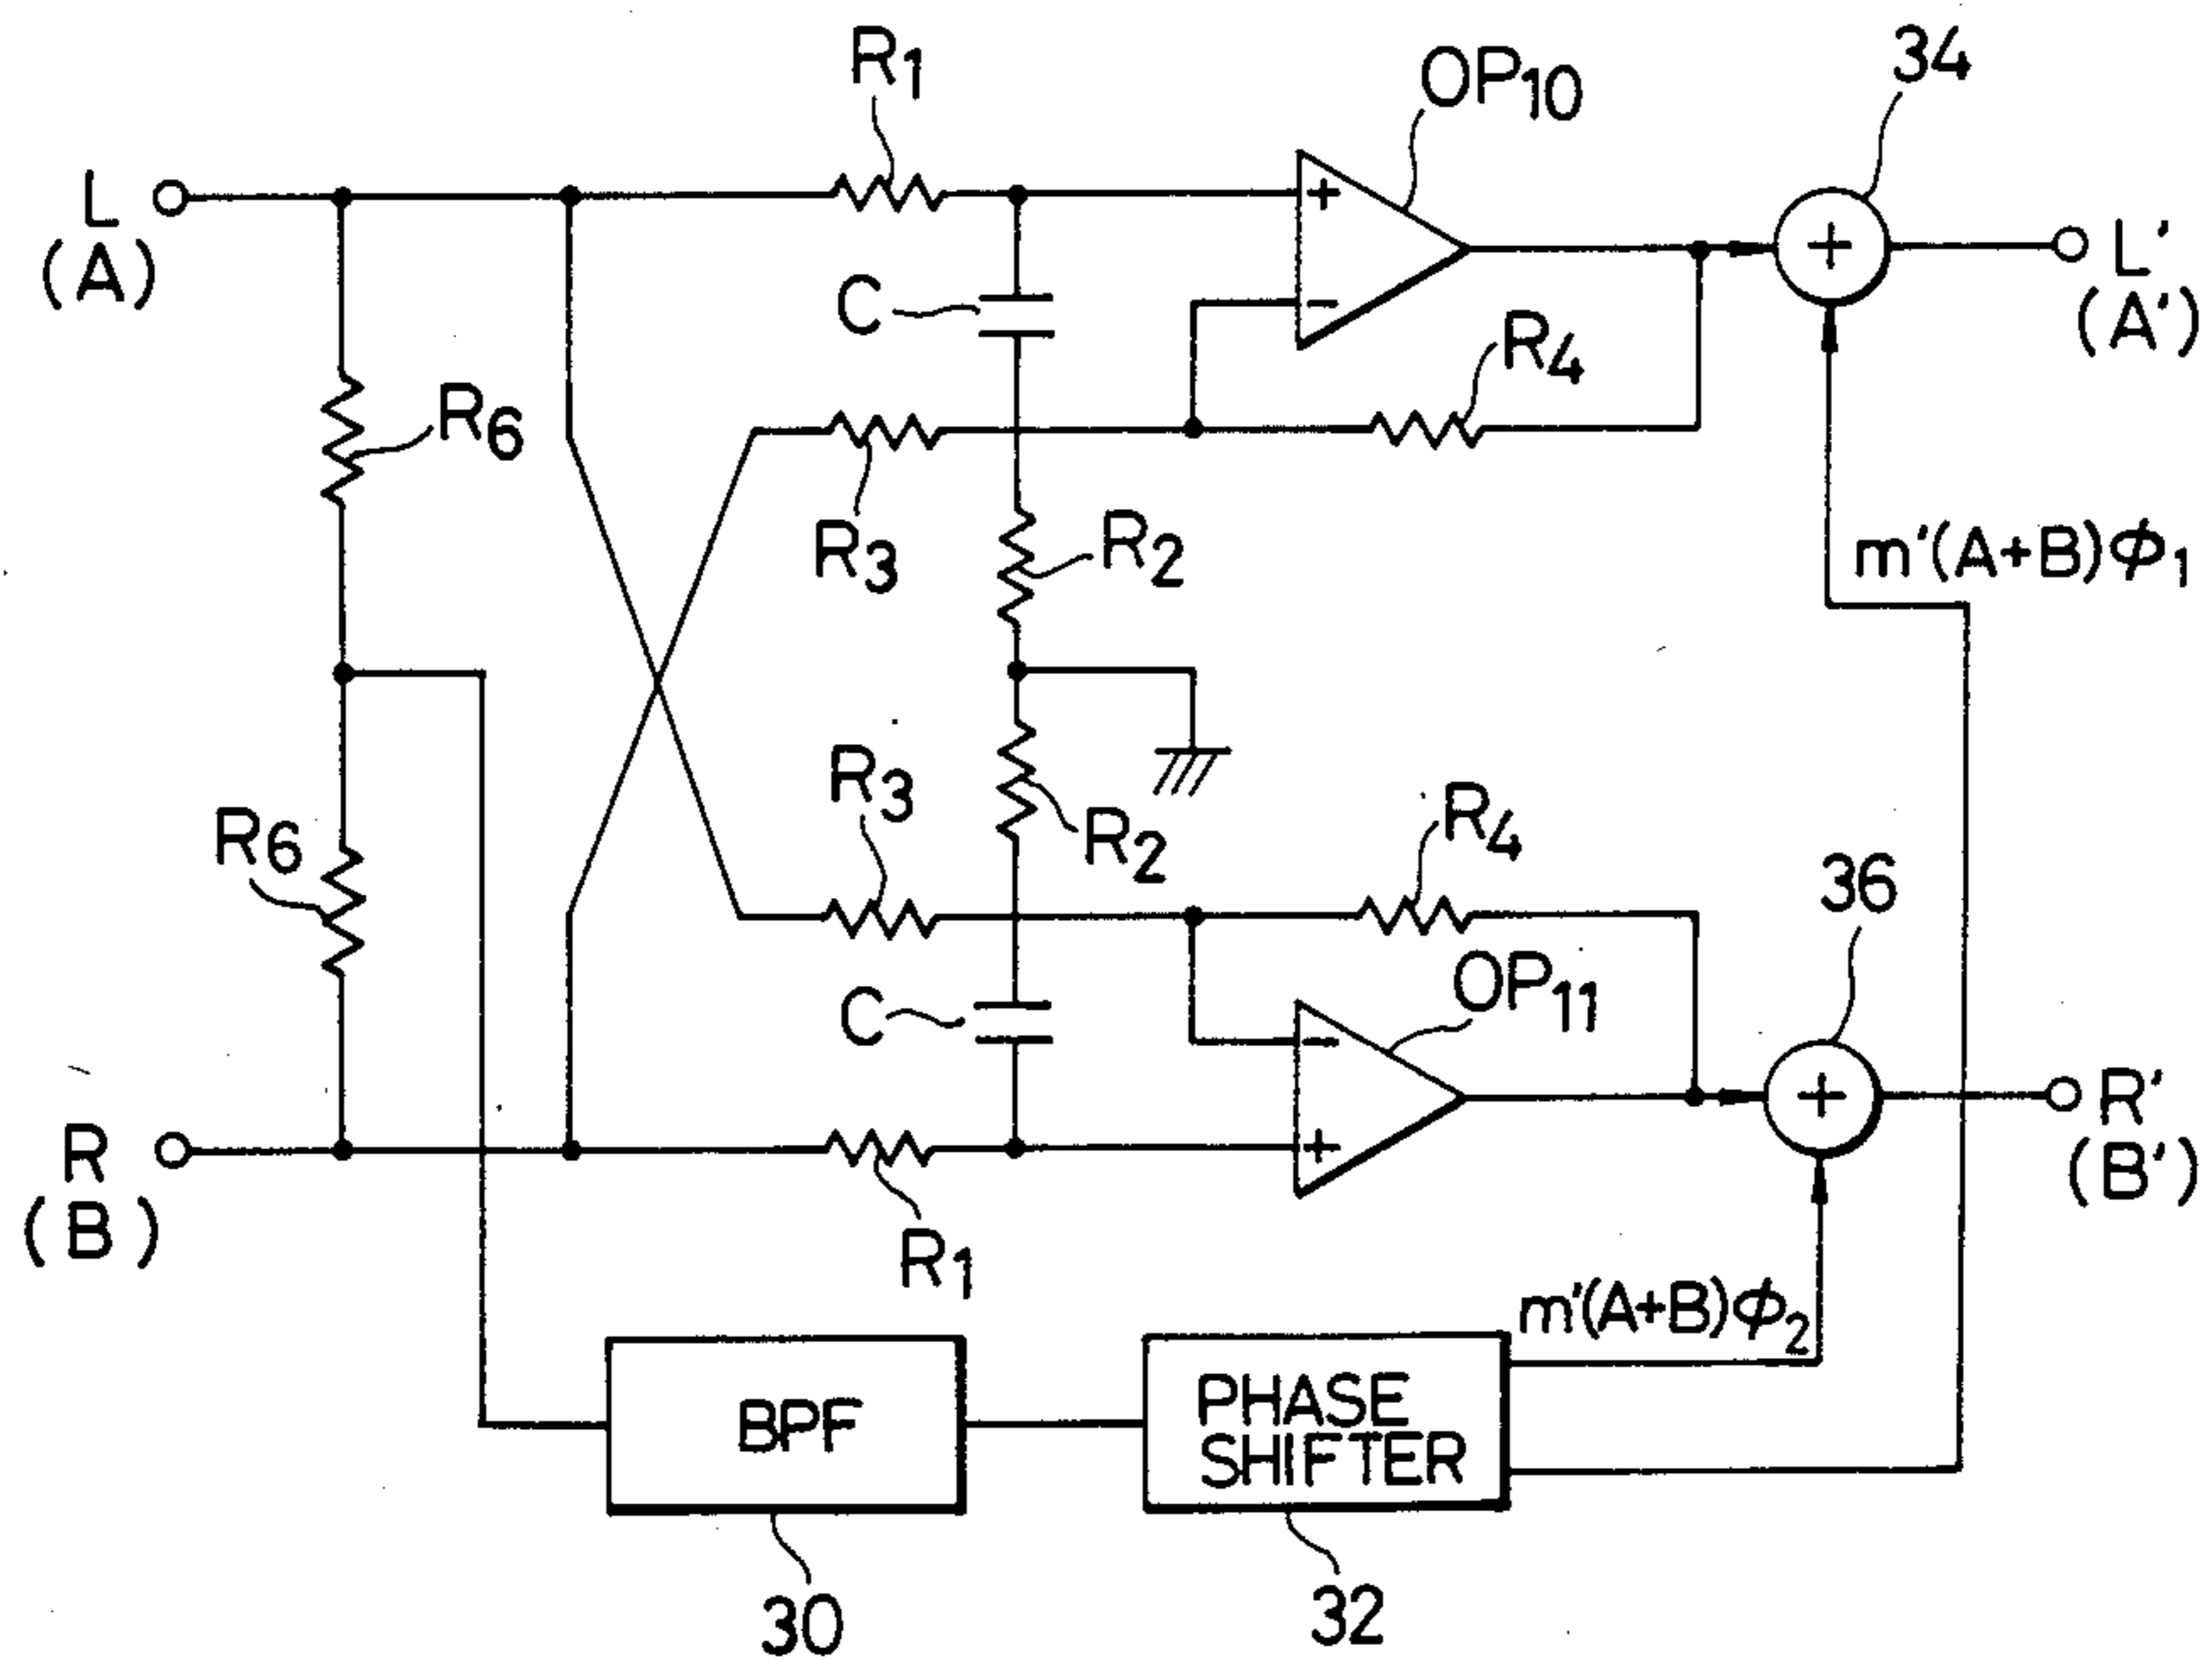 R1
OP10
34
L
(A)
C
L'
(A')
R4
R6
R3
R2
m'(A+B)φ1
R3
R4
R6
R2
36
C
OP11
R'
(B')
R
(B)
R1
m'(A+B)φ2
BPF
PHASE
SHIFTER
30
32